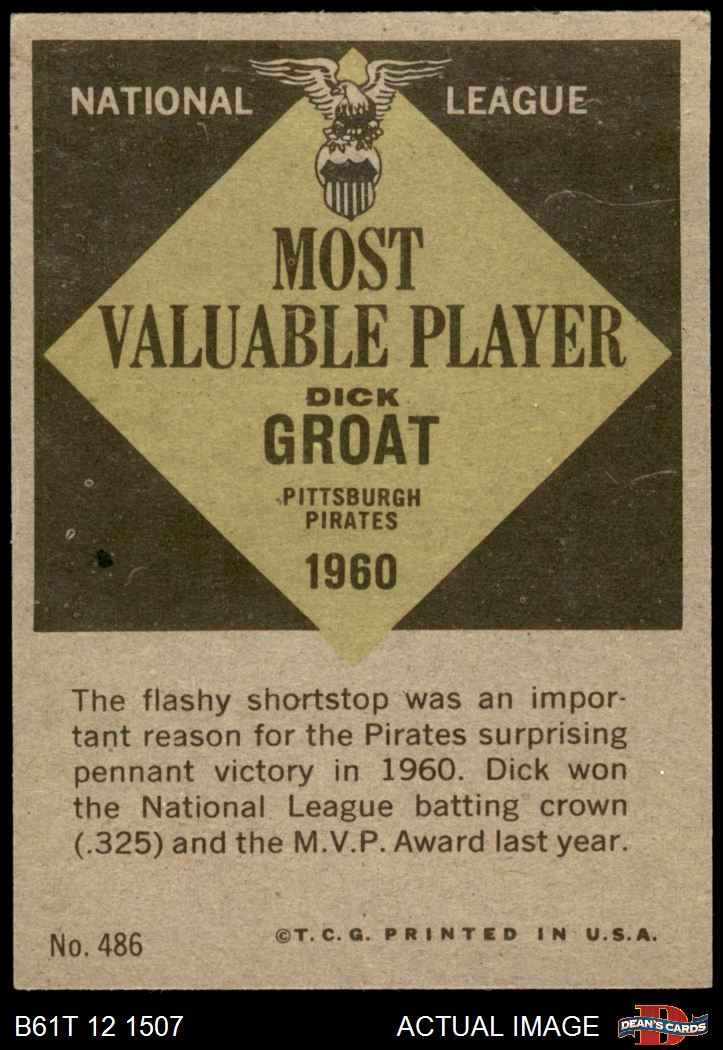 NATIONAL LEAGUE
MOST
VALUABLE PLAYER
DICK
GROAT
PITTSBURGH
PIRATES
1960
The flashy shortstop was an impor-
tant reason for the Pirates surprising
pennant victory in 1960. Dick won
the National League batting crown
(.325) and the M.V.P. Award last year.
No. 486
©T.C.G. PRINTED IN U.S.A.
B61T 12 1507
ACTUAL IMAGE
D
DEAN'S CARDS